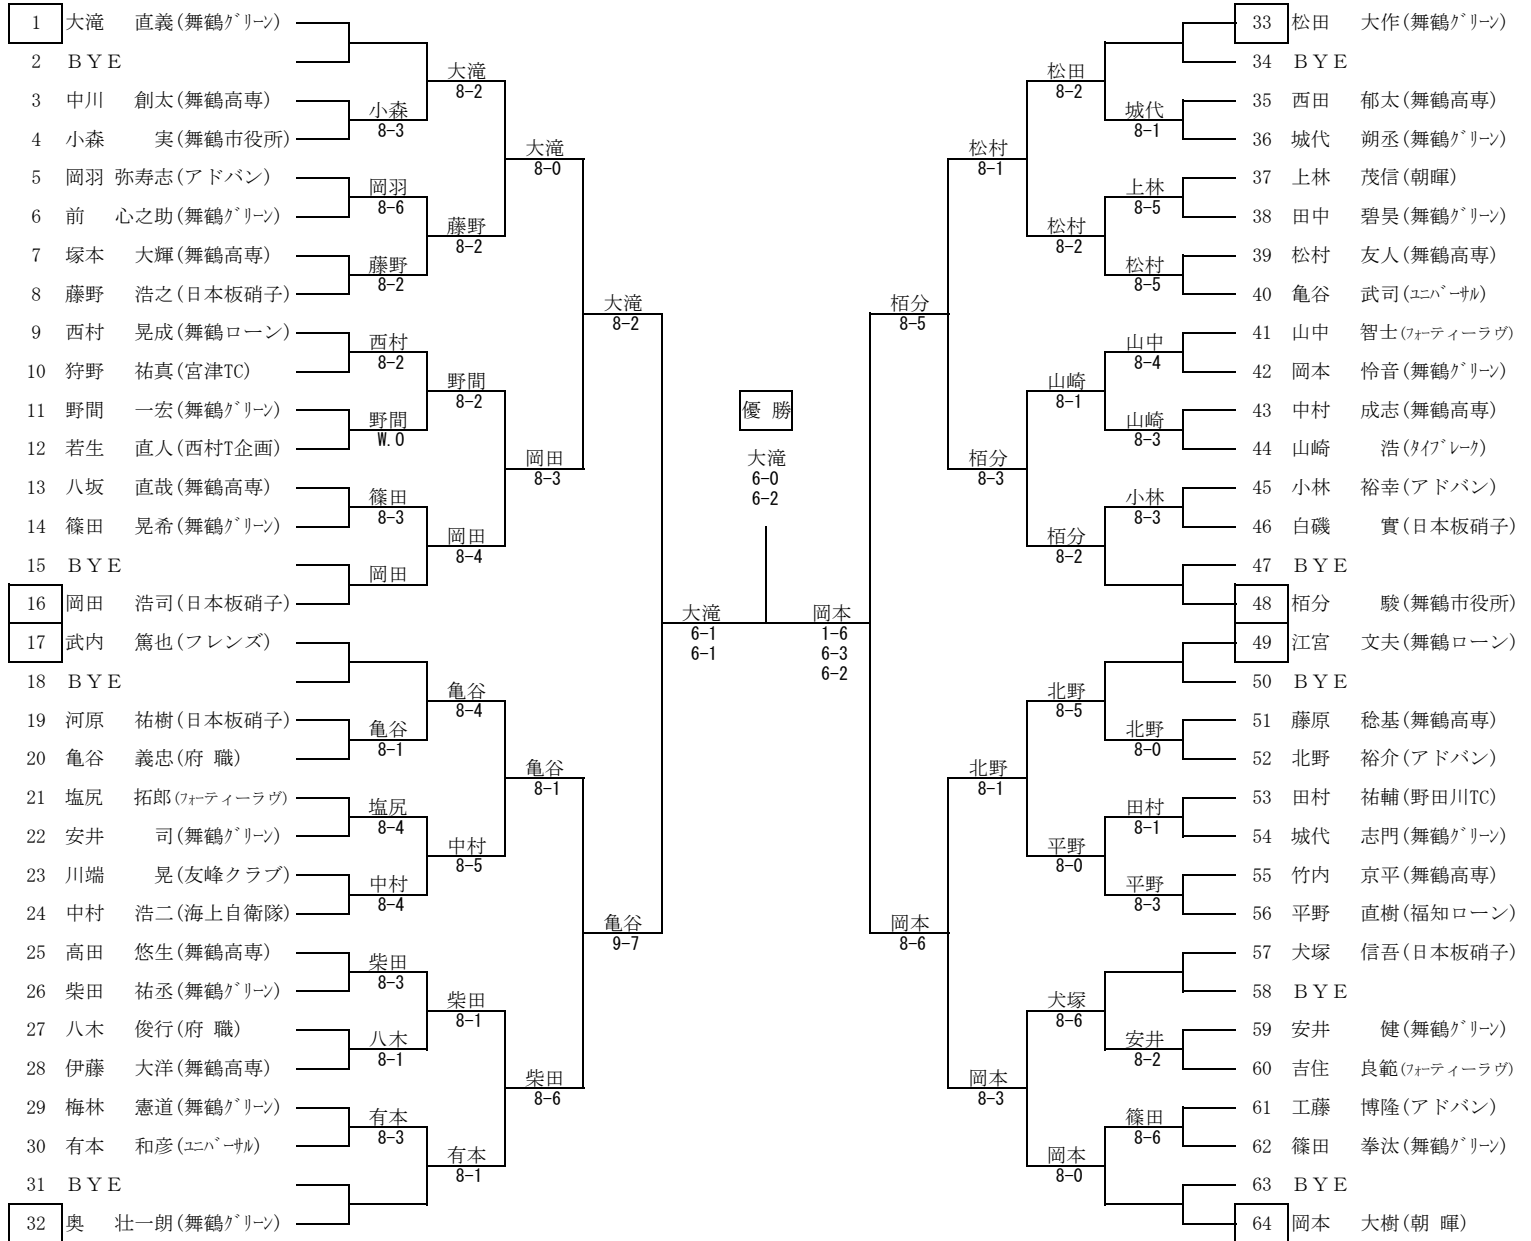 1 大滝 直義(舞鶴ｸﾞﾘｰﾝ)
2 ＢＹＥ
3 中川 創太(舞鶴高専)
4 小森 実(舞鶴市役所)
5 岡羽 弥寿志(アドバン)
6 前 心之助(舞鶴ｸﾞﾘｰﾝ)
7 塚本 大輝(舞鶴高専)
8 藤野 浩之(日本板硝子)
9 西村 晃成(舞鶴ローン)
10 狩野 祐真(宮津TC)
11 野間 一宏(舞鶴ｸﾞﾘｰﾝ)
12 若生 直人(西村T企画)
13 八坂 直哉(舞鶴高専)
14 篠田 晃希(舞鶴ｸﾞﾘｰﾝ)
15 ＢＹＥ
16 岡田 浩司(日本板硝子)
17 武内 篤也(フレンズ)
18 ＢＹＥ
19 河原 祐樹(日本板硝子)
20 亀谷 義忠(府 職)
21 塩尻 拓郎(ﾌｫｰティーラヴ)
22 安井 司(舞鶴ｸﾞﾘｰﾝ)
23 川端 晃(友峰クラブ)
24 中村 浩二(海上自衛隊)
25 高田 悠生(舞鶴高専)
26 柴田 祐丞(舞鶴ｸﾞﾘｰﾝ)
27 八木 俊行(府 職)
28 伊藤 大洋(舞鶴高専)
29 梅林 憲道(舞鶴ｸﾞﾘｰﾝ)
30 有本 和彦(ﾕﾆﾊﾞｰｻﾙ)
31 ＢＹＥ
32 奥 壮一朗(舞鶴ｸﾞﾘｰﾝ)
小森
8-3
岡羽
8-6
藤野
8-2
西村
8-2
野間
W.O
篠田
8-3
岡田
亀谷
8-1
塩尻
8-4
中村
8-4
柴田
8-3
八木
8-1
有本
8-3
大滝
8-2
藤野
8-2
野間
8-2
岡田
8-4
亀谷
8-4
中村
8-5
柴田
8-1
有本
8-1
大滝
8-0
岡田
8-3
亀谷
8-1
柴田
8-6
大滝
8-2
亀谷
9-7
大滝
6-1
6-1
優 勝
大滝
6-0
6-2
岡本
1-6
6-3
6-2
栢分
8-5
岡本
8-6
松村
8-1
栢分
8-3
北野
8-1
岡本
8-3
松田
8-2
松村
8-2
山崎
8-1
栢分
8-2
北野
8-5
平野
8-0
犬塚
8-6
岡本
8-0
城代
8-1
上林
8-5
松村
8-5
山中
8-4
山崎
8-3
小林
8-3
北野
8-0
田村
8-1
平野
8-3
安井
8-2
篠田
8-6
33 松田 大作(舞鶴ｸﾞﾘｰﾝ)
34 ＢＹＥ
35 西田 郁太(舞鶴高専)
36 城代 朔丞(舞鶴ｸﾞﾘｰﾝ)
37 上林 茂信(朝暉)
38 田中 碧昊(舞鶴ｸﾞﾘｰﾝ)
39 松村 友人(舞鶴高専)
40 亀谷 武司(ﾕﾆﾊﾞｰｻﾙ)
41 山中 智士(ﾌｫｰティーラヴ)
42 岡本 怜音(舞鶴ｸﾞﾘｰﾝ)
43 中村 成志(舞鶴高専)
44 山崎 浩(ﾀｲﾌﾞﾚｰｸ)
45 小林 裕幸(アドバン)
46 白磯 實(日本板硝子)
47 ＢＹＥ
48 栢分 駿(舞鶴市役所)
49 江宮 文夫(舞鶴ローン)
50 ＢＹＥ
51 藤原 稔基(舞鶴高専)
52 北野 裕介(アドバン)
53 田村 祐輔(野田川TC)
54 城代 志門(舞鶴ｸﾞﾘｰﾝ)
55 竹内 京平(舞鶴高専)
56 平野 直樹(福知ローン)
57 犬塚 信吾(日本板硝子)
58 ＢＹＥ
59 安井 健(舞鶴ｸﾞﾘｰﾝ)
60 吉住 良範(ﾌｫｰティーラヴ)
61 工藤 博隆(アドバン)
62 篠田 拳汰(舞鶴ｸﾞﾘｰﾝ)
63 ＢＹＥ
64 岡本 大樹(朝 暉)